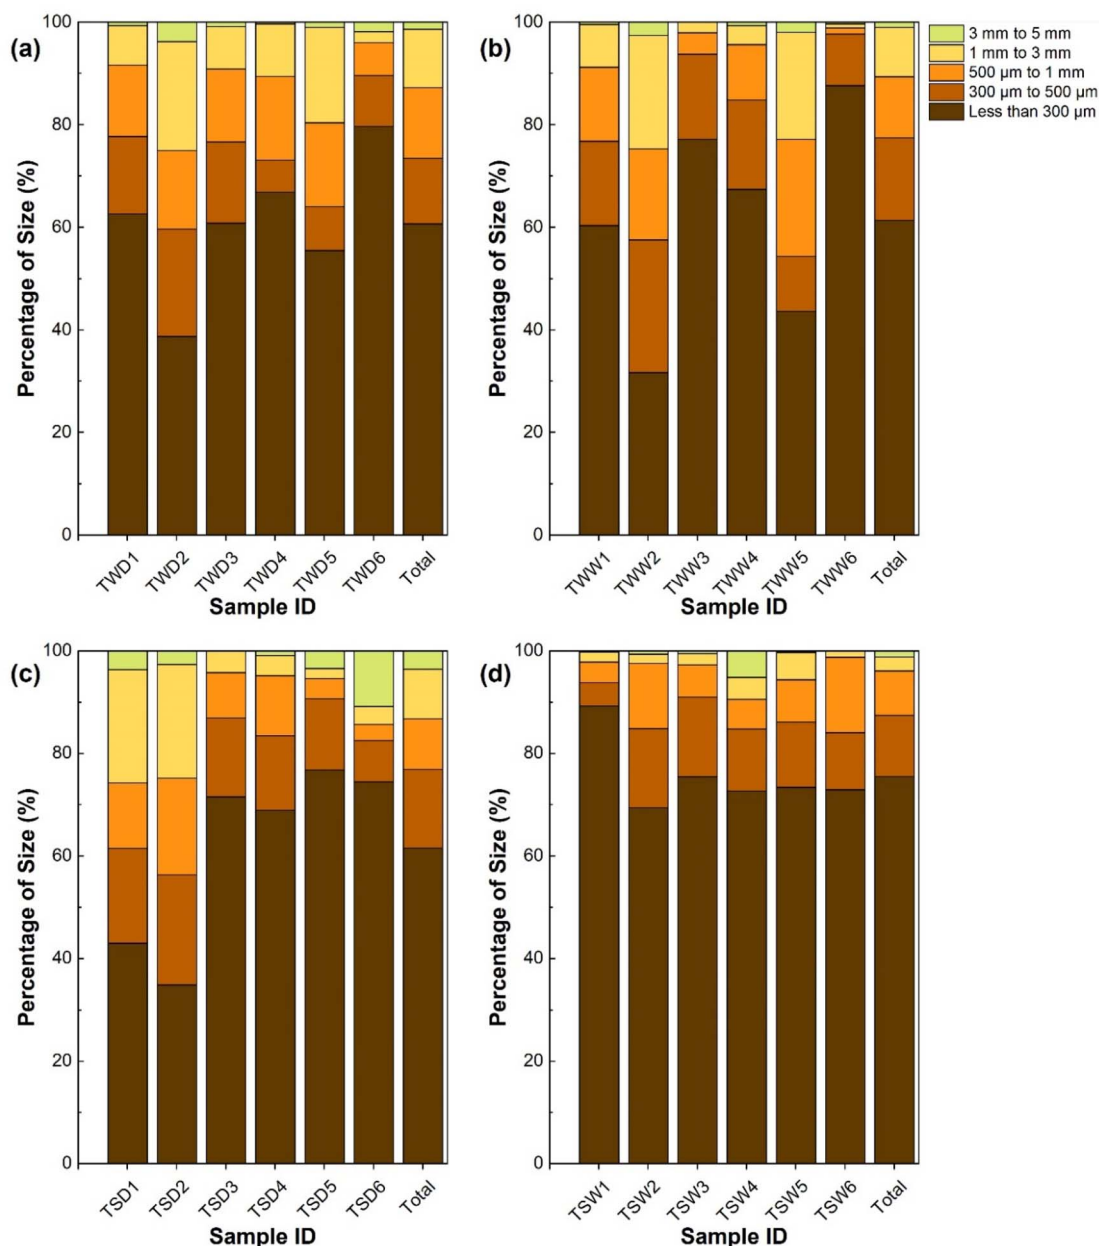 (a)
Percentage of Size (%)
100
80
60
40
20
0
TWD1
TWD2
TWD3
TWD4
TWD5
TWD6
Total
Sample ID
(b)
Percentage of Size (%)
100
80
60
40
20
0
TWW1
TWW2
TWW3
TWW4
TWW5
TWW6
Total
Sample ID
3 mm to 5 mm
1 mm to 3 mm
500 µm to 1 mm
300 µm to 500 µm
Less than 300 µm
(c)
Percentage of Size (%)
100
80
60
40
20
0
TSD1
TSD2
TSD3
TSD4
TSD5
TSD6
Total
Sample ID
(d)
Percentage of Size (%)
100
80
60
40
20
0
TSW1
TSW2
TSW3
TSW4
TSW5
TSW6
Total
Sample ID